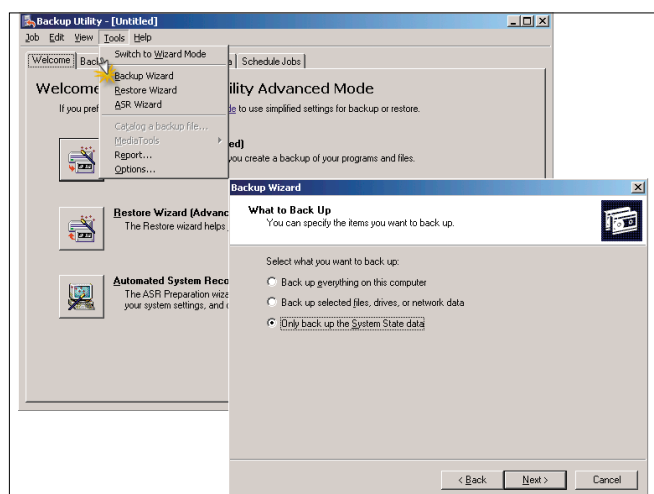 Backup Utility - [Untitled]
Job Edit View Tools Help
Switch to Wizard Mode
Backup Wizard
Restore Wizard
ASR Wizard
Catalog a backup file...
Media Tools
Report...
Options...
Welcome Back Schedule Jobs
Welcome ility Advanced Mode
If you pref to use simplified settings for backup or restore.
ed)
you create a backup of your programs and files.
Restore Wizard (Advanc
The Restore wizard helps
Automated System Reco
The ASR Preparation wiza
your system settings, and
Backup Wizard
What to Back Up
You can specify the items you want to back up.
Select what you want to back up:
Back up everything on this computer
Back up selected files, drives, or network data
Only back up the System State data
< Back Next > Cancel